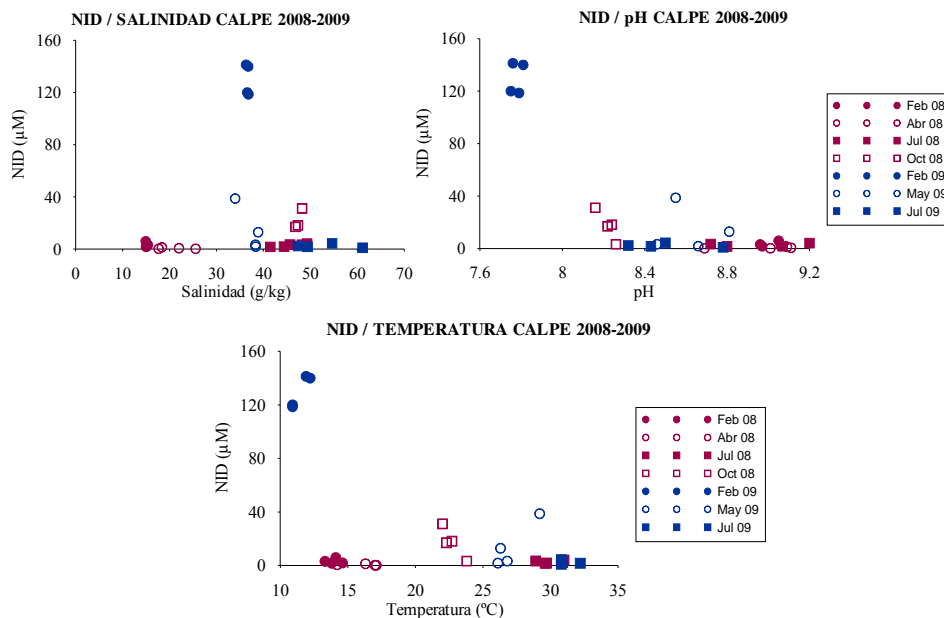 NID / SALINIDAD CALPE 2008-2009
160
120
80
40
0
NID (µM)
0 10 20 30 40 50 60 70
Salinidad (g/kg)
NID / pH CALPE 2008-2009
160
120
80
40
0
NID (µM)
7.6 8 8.4 8.8 9.2
pH
Feb 08
Abr 08
Jul 08
Oct 08
Feb 09
May 09
Jul 09
NID / TEMPERATURA CALPE 2008-2009
160
120
80
40
0
NID (µM)
10 15 20 25 30 35
Temperatura (ºC)
Feb 08
Abr 08
Jul 08
Oct 08
Feb 09
May 09
Jul 09